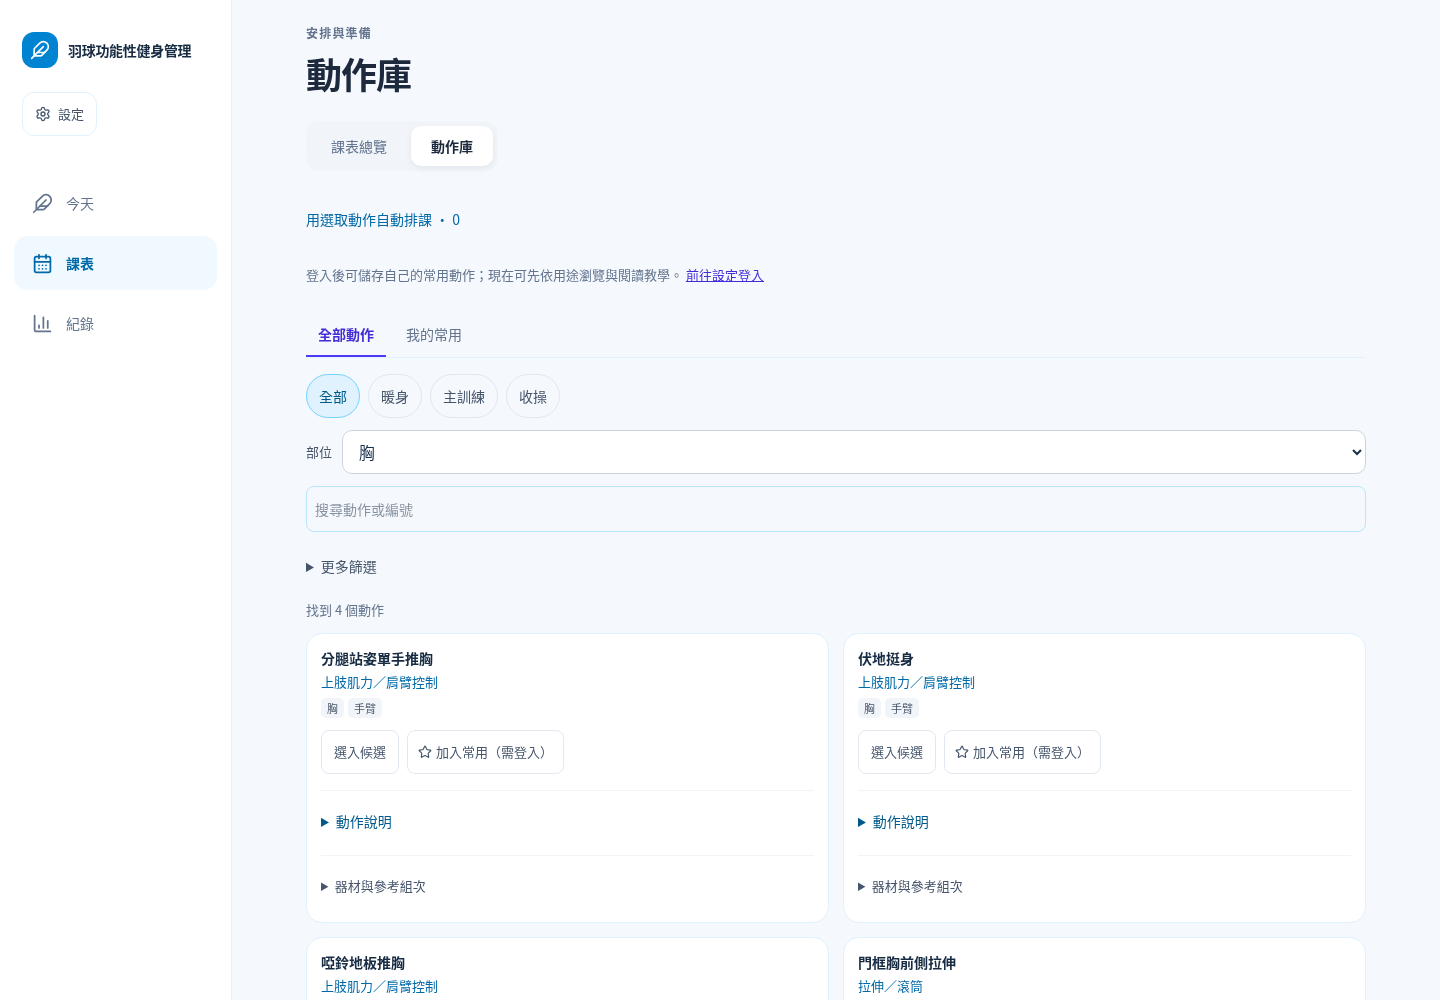 羽球功能性健身管理
設定
今天
課表
紀錄
安排與準備
動作庫
課表總覽
動作庫
用選取動作自動排課 · 0
登入後可儲存自己的常用動作；現在可先依用途瀏覽與閱讀教學。 前往設定登入
全部動作
我的常用
全部
暖身
主訓練
收操
部位
胸
搜尋動作或編號
更多篩選
找到 4 個動作
分腿站姿單手推胸
上肢肌力／肩臂控制
胸 手臂
選入候選
加入常用（需登入）
動作說明
器材與參考組次
伏地挺身
上肢肌力／肩臂控制
胸 手臂
選入候選
加入常用（需登入）
動作說明
器材與參考組次
啞鈴地板推胸
上肢肌力／肩臂控制
門框胸前側拉伸
拉伸／滾筒